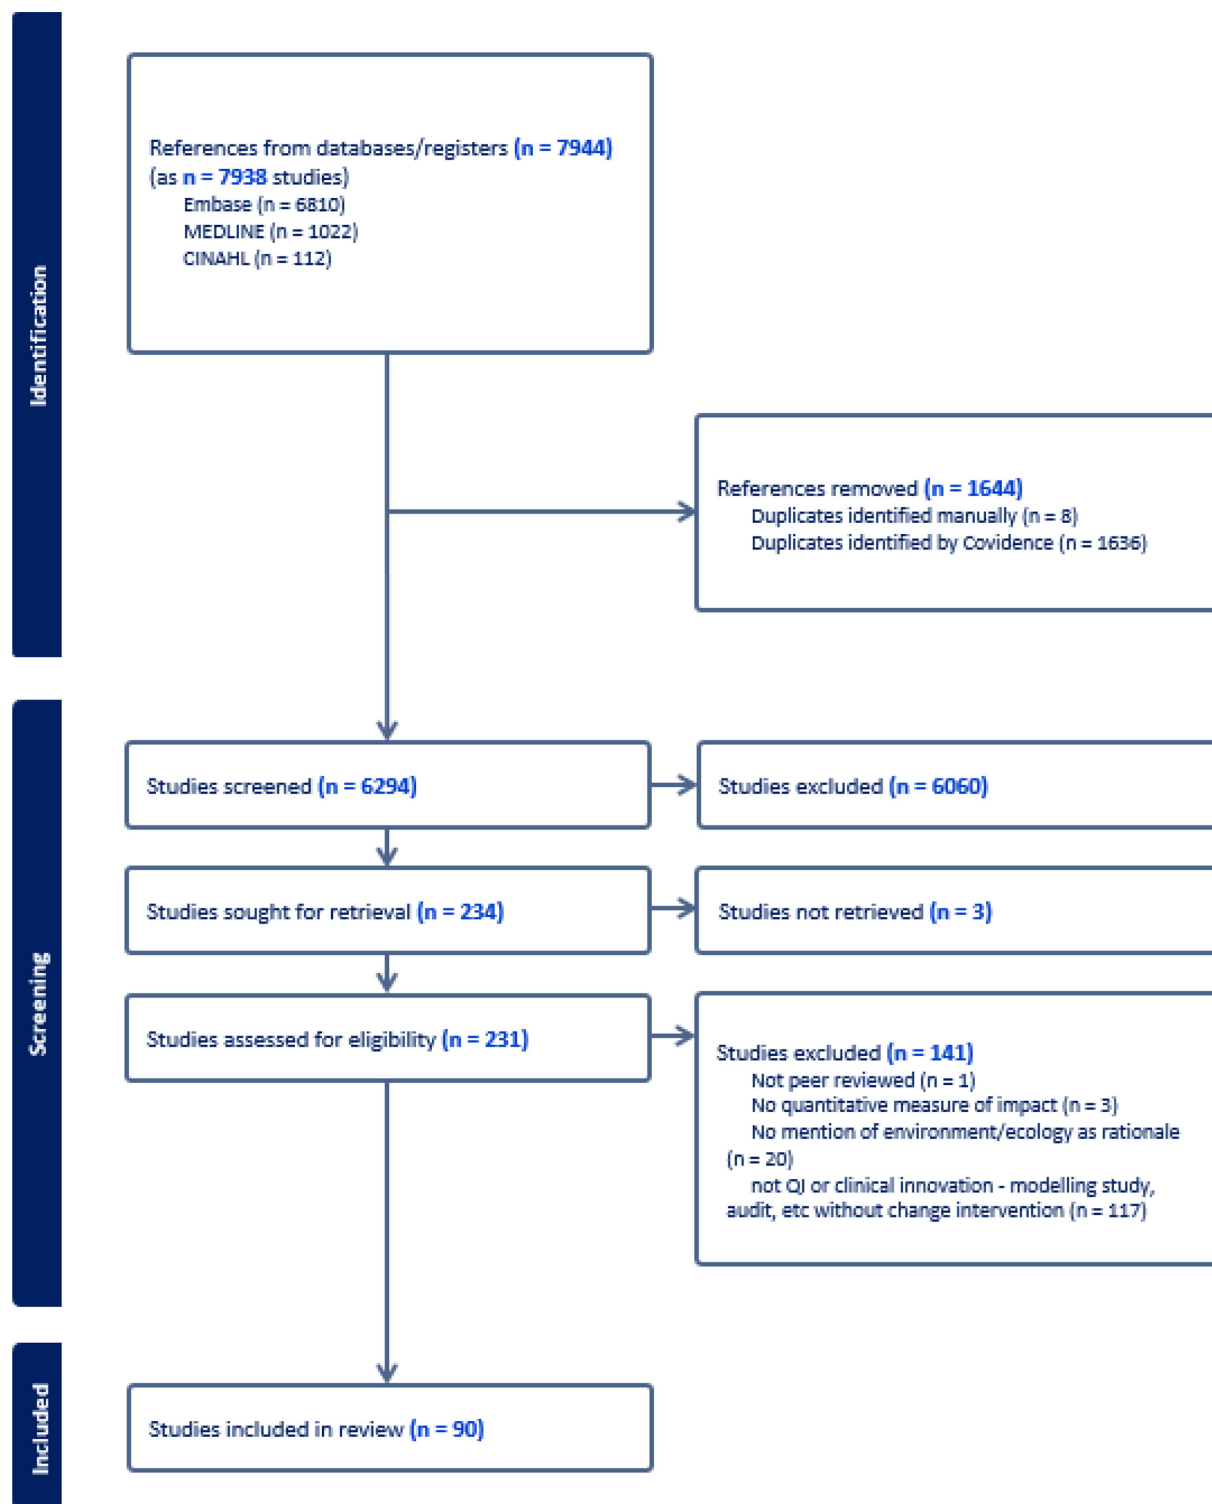 Identification
References from databases/registers (n = 7944)
(as n = 7938 studies)
Embase (n = 6810)
MEDLINE (n = 1022)
CINAHL (n = 112)
References removed (n = 1644)
Duplicates identified manually (n = 8)
Duplicates identified by Covidence (n = 1636)
Screening
Studies screened (n = 6294)
Studies excluded (n = 6060)
Studies sought for retrieval (n = 234)
Studies not retrieved (n = 3)
Studies assessed for eligibility (n = 231)
Studies excluded (n = 141)
Not peer reviewed (n = 1)
No quantitative measure of impact (n = 3)
No mention of environment/ecology as rationale
(n = 20)
not QI or clinical innovation - modelling study,
audit, etc without change intervention (n = 117)
Included
Studies included in review (n = 90)